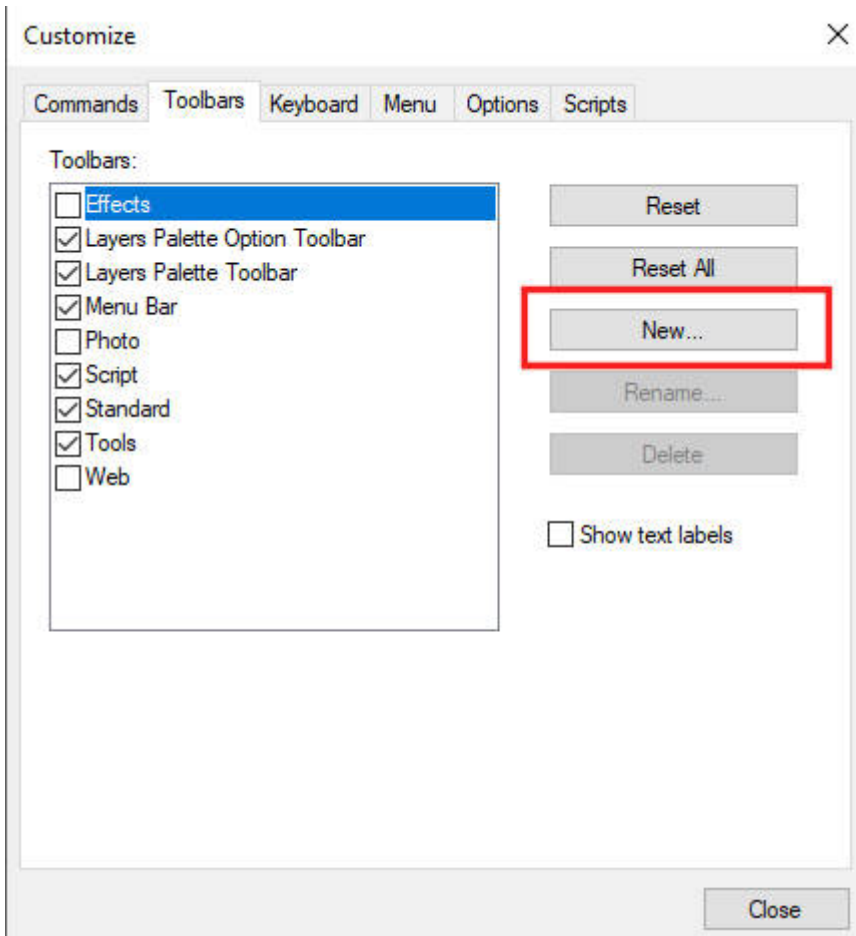 Customize
Commands Toolbars Keyboard Menu Options Scripts
Toolbars:
Effects
Layers Palette Option Toolbar
Layers Palette Toolbar
Menu Bar
Photo
Script
Standard
Tools
Web
Reset
Reset All
New...
Rename...
Delete
Show text labels
Close